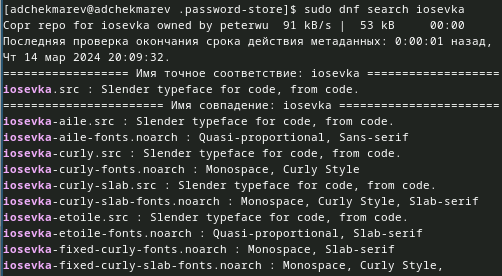 [adchekmarev@adchekmarev .password-store]$ sudo dnf search iosevka
Copr repo for iosevka owned by peterwu  91 kB/s |  53 kB     00:00
Последняя проверка окончания срока действия метаданных: 0:00:01 назад,
Чт 14 мар 2024 20:09:32.
================== Имя точное соответствие: iosevka ===================
iosevka.src : Slender typeface for code, from code.
======================= Имя совпадение: iosevka =======================
iosevka-aile.src : Slender typeface for code, from code.
iosevka-aile-fonts.noarch : Quasi-proportional, Sans-serif
iosevka-curly.src : Slender typeface for code, from code.
iosevka-curly-fonts.noarch : Monospace, Curly Style
iosevka-curly-slab.src : Slender typeface for code, from code.
iosevka-curly-slab-fonts.noarch : Monospace, Curly Style, Slab-serif
iosevka-etoile.src : Slender typeface for code, from code.
iosevka-etoile-fonts.noarch : Quasi-proportional, Slab-serif
iosevka-fixed-curly-fonts.noarch : Monospace, Slab-serif
iosevka-fixed-curly-slab-fonts.noarch : Monospace, Curly Style,